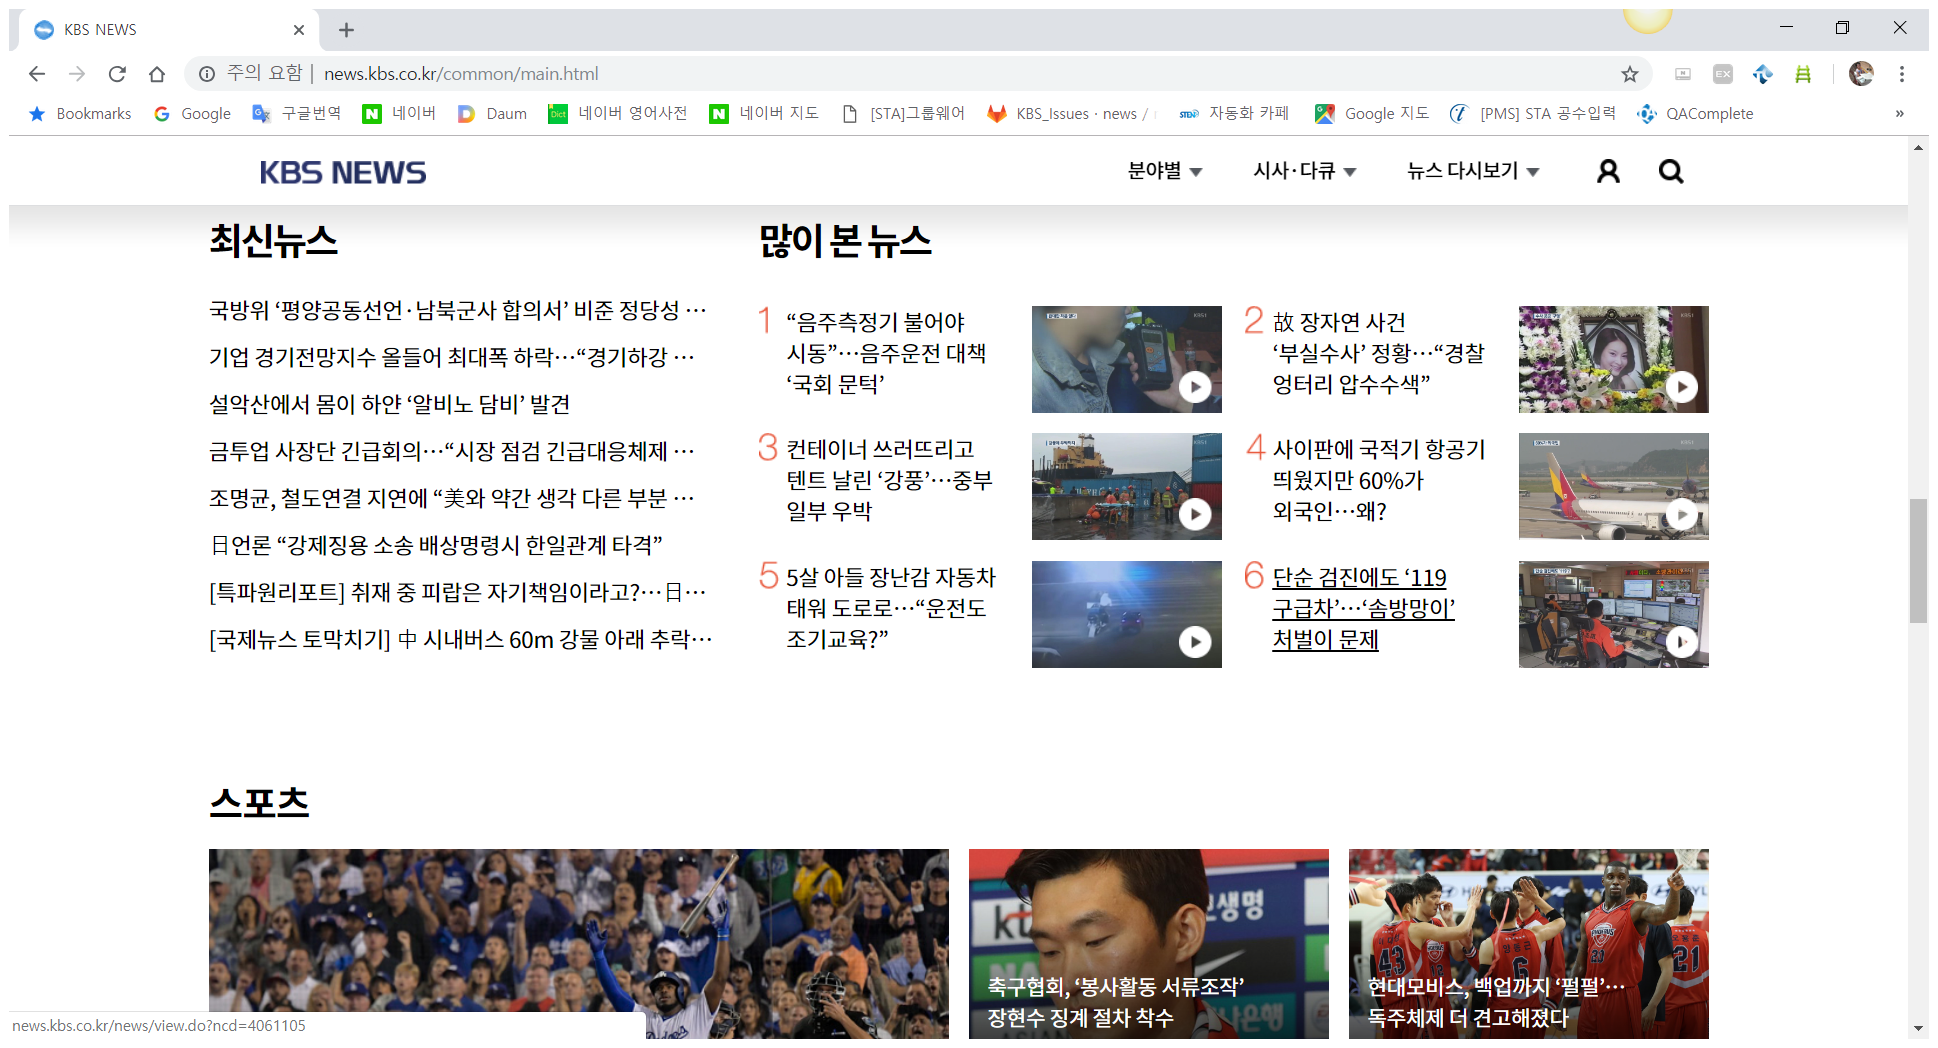 KBS NEWS
주의 요함 | news.kbs.co.kr/common/main.html
Bookmarks Google 구글번역 네이버 Daum 네이버 영어사전 네이버 지도 [STA]그룹웨어 KBS_Issues · news / 자동화 카페 Google 지도 [PMS] STA 공수입력 QAComplete »
KBS NEWS 분야별 시사·다큐 뉴스 다시보기
최신뉴스
국방위 ‘평양공동선언·남북군사 합의서’ 비준 정당성 …
기업 경기전망지수 올들어 최대폭 하락…“경기하강 …
설악산에서 몸이 하얀 ‘알비노 담비’ 발견
금투업 사장단 긴급회의…“시장 점검 긴급대응체제 …
조명균, 철도연결 지연에 “美와 약간 생각 다른 부분 …
日언론 “강제징용 소송 배상명령시 한일관계 타격”
[특파원리포트] 취재 중 피랍은 자기책임이라고?…日…
[국제뉴스 토막치기] 中 시내버스 60m 강물 아래 추락…
많이 본 뉴스
1 “음주측정기 불어야
시동”…음주운전 대책
‘국회 문턱’
2 故 장자연 사건
‘부실수사’ 정황…“경찰
엉터리 압수수색”
3 컨테이너 쓰러뜨리고
텐트 날린 ‘강풍’…중부
일부 우박
4 사이판에 국적기 항공기
띄웠지만 60%가
외국인…왜?
5 5살 아들 장난감 자동차
태워 도로로…“운전도
조기교육?”
6 단순 검진에도 ‘119
구급차’…‘솜방망이’
처벌이 문제
스포츠
kt
생명
축구협회, ‘봉사활동 서류조작’
장현수 징계 절차 착수
43
6
21
현대모비스, 백업까지 ‘펄펄’…
독주체제 더 견고해졌다
news.kbs.co.kr/news/view.do?ncd=4061105